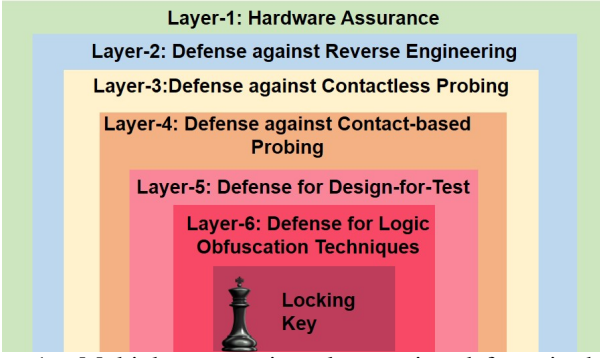 Layer-1: Hardware Assurance
Layer-2: Defense against Reverse Engineering
Layer-3:Defense against Contactless Probing
Layer-4: Defense against Contact-based
Probing
Layer-5: Defense for Design-for-Test
Layer-6: Defense for Logic
Obfuscation Techniques
Locking
Key